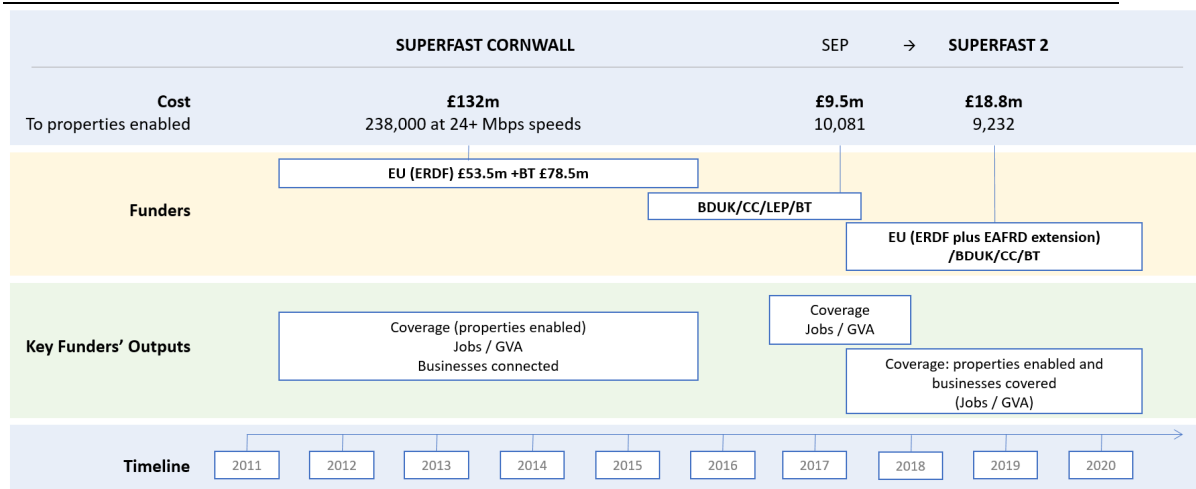 SUPERFAST CORNWALL SEP → SUPERFAST 2
Cost £132m £9.5m £18.8m
To properties enabled 238,000 at 24+ Mbps speeds 10,081 9,232
EU (ERDF) £53.5m +BT £78.5m
Funders
BDUK/CC/LEP/BT
EU (ERDF plus EAFRD extension)
/BDUK/CC/BT
Key Funders' Outputs
Coverage (properties enabled)
Jobs / GVA
Businesses connected
Coverage
Jobs / GVA
Coverage: properties enabled and
businesses covered
(Jobs / GVA)
Timeline 2011 2012 2013 2014 2015 2016 2017 2018 2019 2020